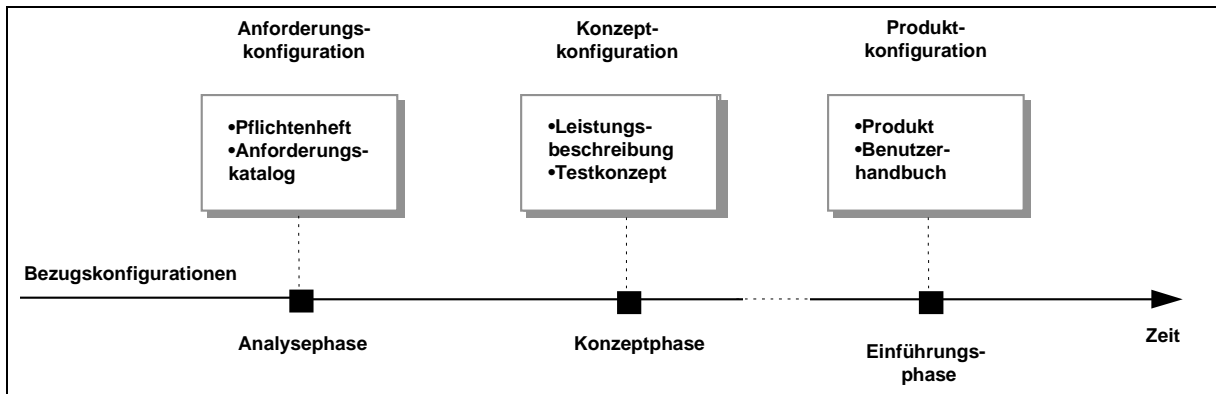 Anforderungs-
konfiguration
Konzept-
konfiguration
Produkt-
konfiguration
•Pflichtenheft
•Anforderungs-
katalog
•Leistungs-
beschreibung
•Testkonzept
•Produkt
•Benutzer-
handbuch
Bezugskonfigurationen
Analysephase
Konzeptphase
Einführungs-
phase
Zeit